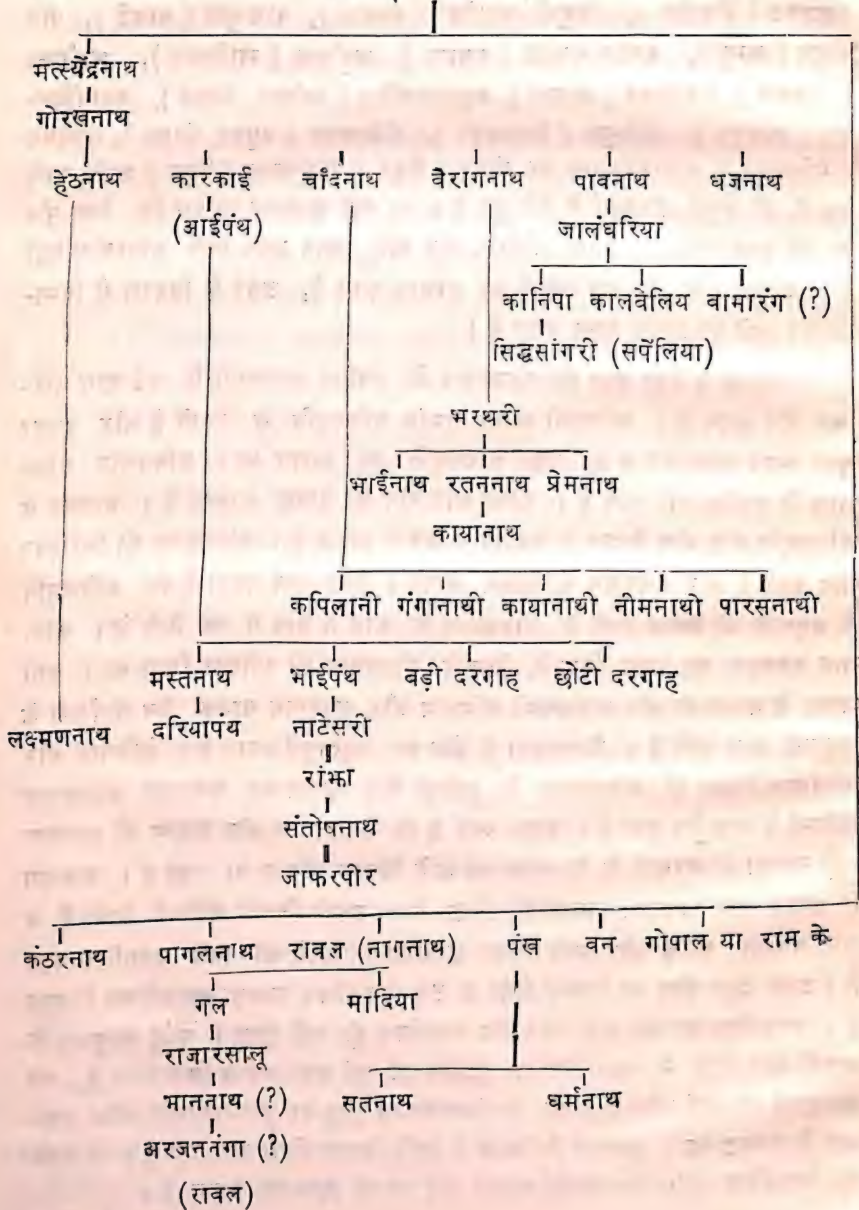 मत्स्येंद्रनाथ
गोरखनाथ
हेठनाथ कारकाई चाँदनाथ वैरागनाथ पावनाथ धजनाथ
(आईपंथ) जालंधरिया
कानिपा कालबेलिय वामारंग (?)
सिद्धसांगरी (सपेंलिया)
भरथरी
भाईनाथ रतननाथ प्रेमनाथ
कायानाथ
कपिलानी गंगानाथी कायानाथी नीमनाथो पारसनाथी
मस्तनाथ भाईपंथ बड़ी दरगाह छोटी दरगाह
लक्ष्मणनाथ दरियापंथ नाटेसरी
रांझा
संतोषनाथ
जाफरपीर
कंठरनाथ पागलनाथ रावल (नागनाथ) पंख वन गोपाल या राम के
गल मादिया
राजारसालू
माननाथ (?) सतनाथ धर्मनाथ
अरजननंगा (?)
(रावल)